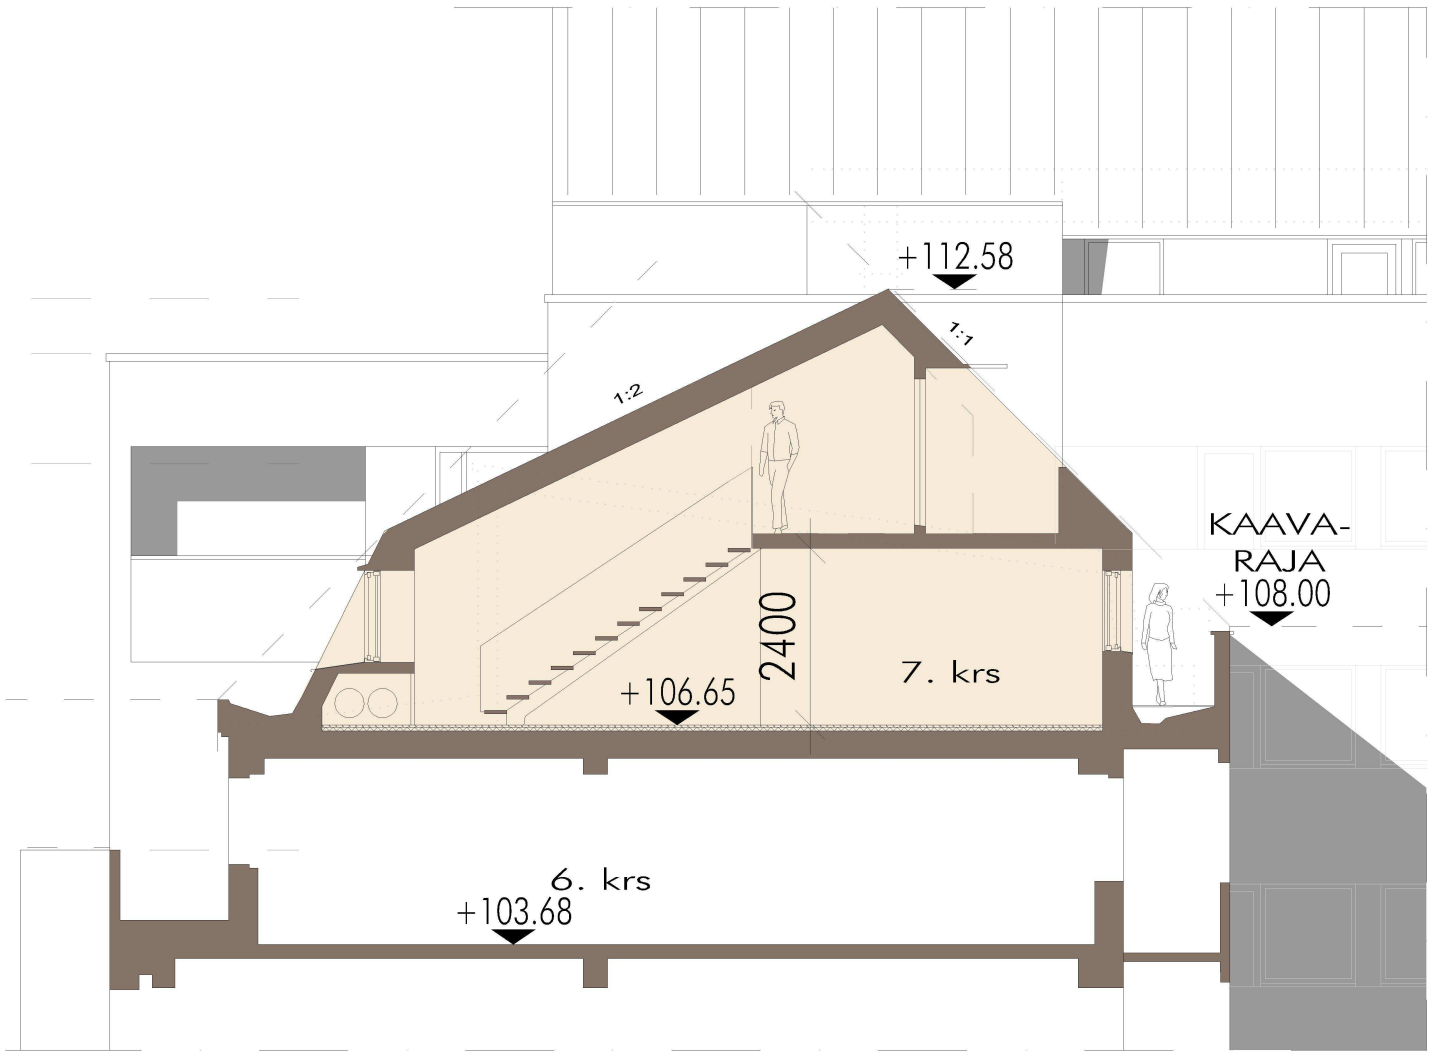 +112.58
1:1
1:2
KAAVA-
RAJA
+108.00
2400
7. krs
+106.65
6. krs
+103.68